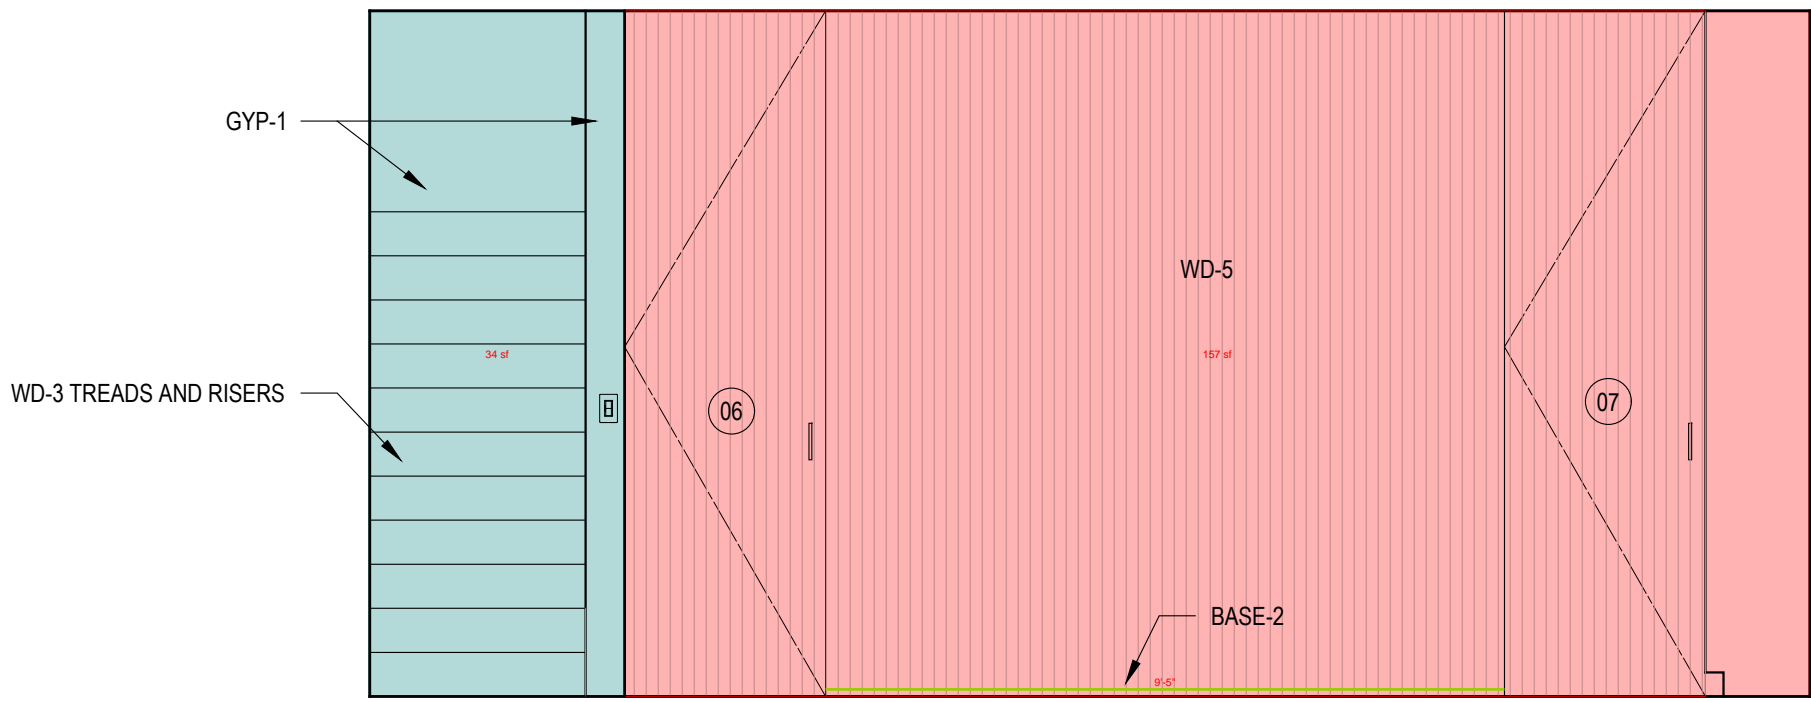 GYP-1
WD-5
34 sf
157 sf
WD-3 TREADS AND RISERS
06
07
BASE-2
9'-5"